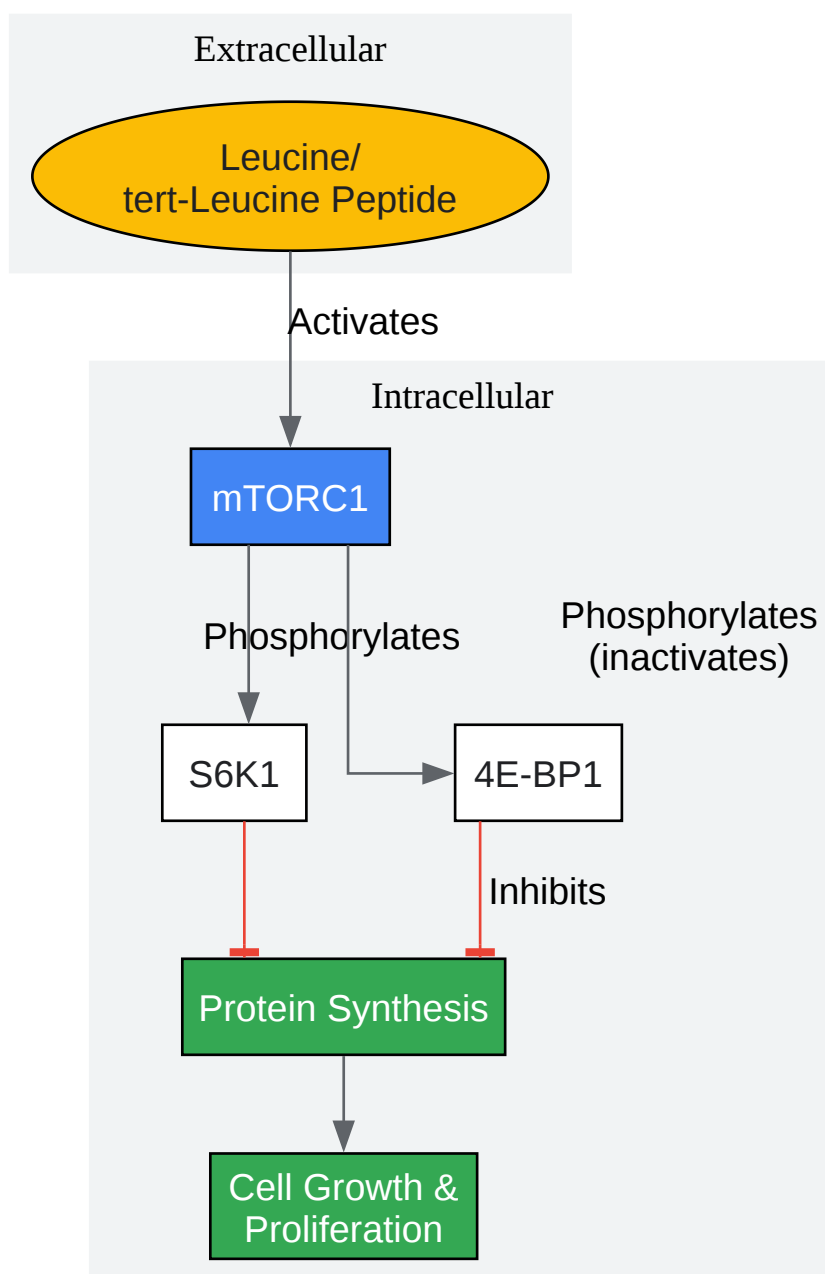 Extracellular
Leucine/
tert-Leucine Peptide
Activates
Intracellular
mTORC1
Phosphorylates
Phosphorylates
(inactivates)
S6K1
4E-BP1
Inhibits
Protein Synthesis
Cell Growth &
Proliferation